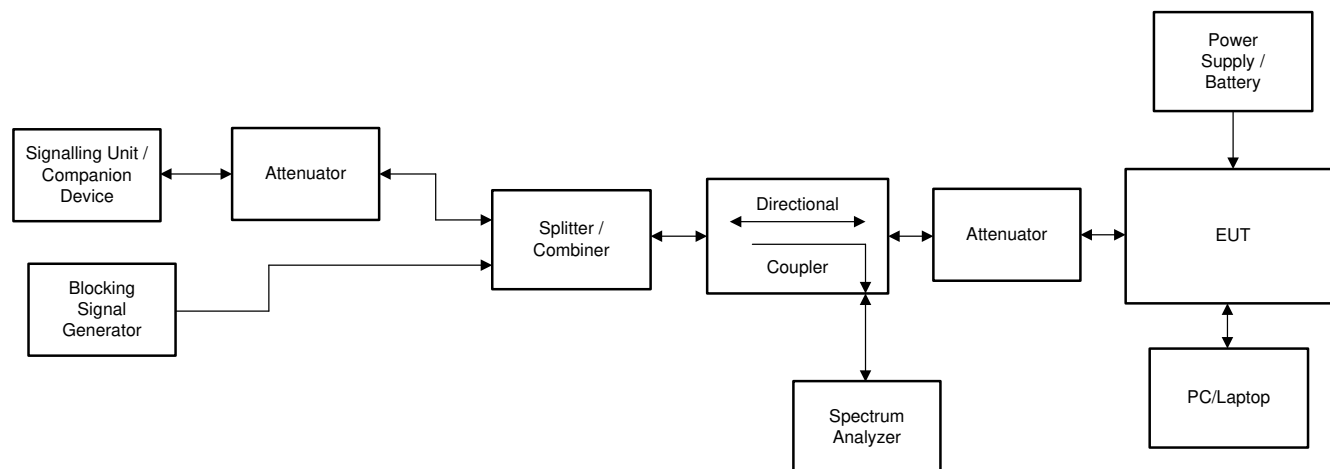 Power
Supply /
Battery
Signalling Unit /
Companion
Device
Attenuator
Splitter /
Combiner
Directional
Coupler
Attenuator
EUT
Blocking
Signal
Generator
Spectrum
Analyzer
PC/Laptop